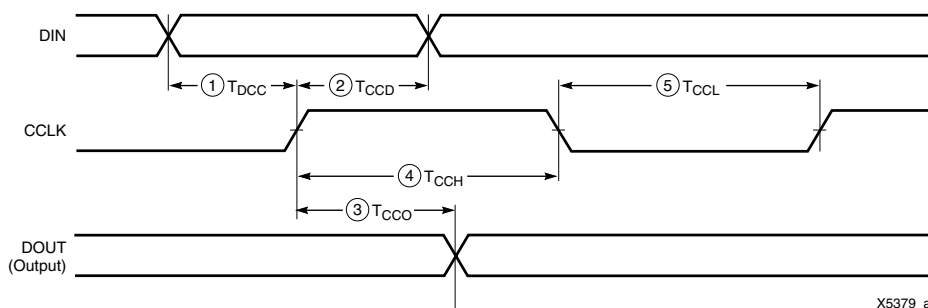 DIN
① TDCC
② TCCD
⑤ TCCL
CCLK
④ TCCH
③ TCCO
DOUT
(Output)
X5379_a